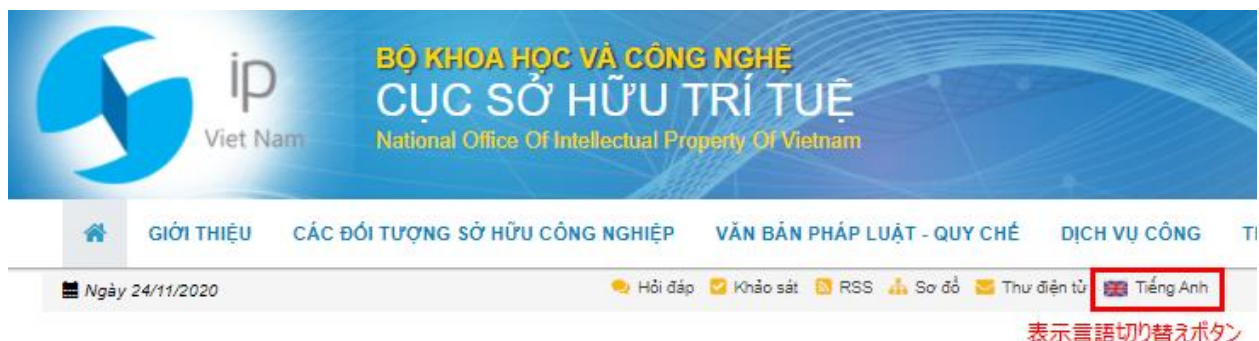 ip
Viet Nam
BỘ KHOA HỌC VÀ CÔNG NGHỆ
CỤC SỞ HỮU TRÍ TUỆ
National Office Of Intellectual Property Of Vietnam
GIỚI THIỆU CÁC ĐỐI TƯỢNG SỞ HỮU CÔNG NGHIỆP VĂN BẢN PHÁP LUẬT - QUY CHẾ DỊCH VỤ CÔNG
Ngày 24/11/2020 Hỏi đáp Khảo sát RSS Sơ đồ Thư điện tử Tiếng Anh
表示言語切り替えボタン